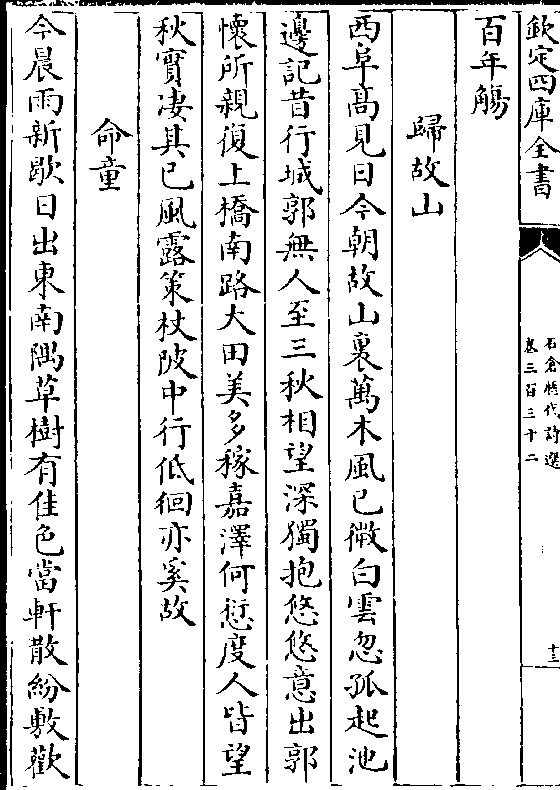 欽定四庫全書
石倉歷代詩選
卷三百三十二
十三
百年觴
歸故山
西阜高見日今朝故山裏萬木風已微白雲忽孤起池
邊記昔行城郭無人至三秋相望深獨抱悠悠意出郭
懷所親復上橋南路大田美多稼嘉澤何愆度人皆望
秋實凄其已風露策杖陂中行低徊亦奚故
命童
今晨雨新歇日出東南隅草樹有佳色當軒散紛敷歡